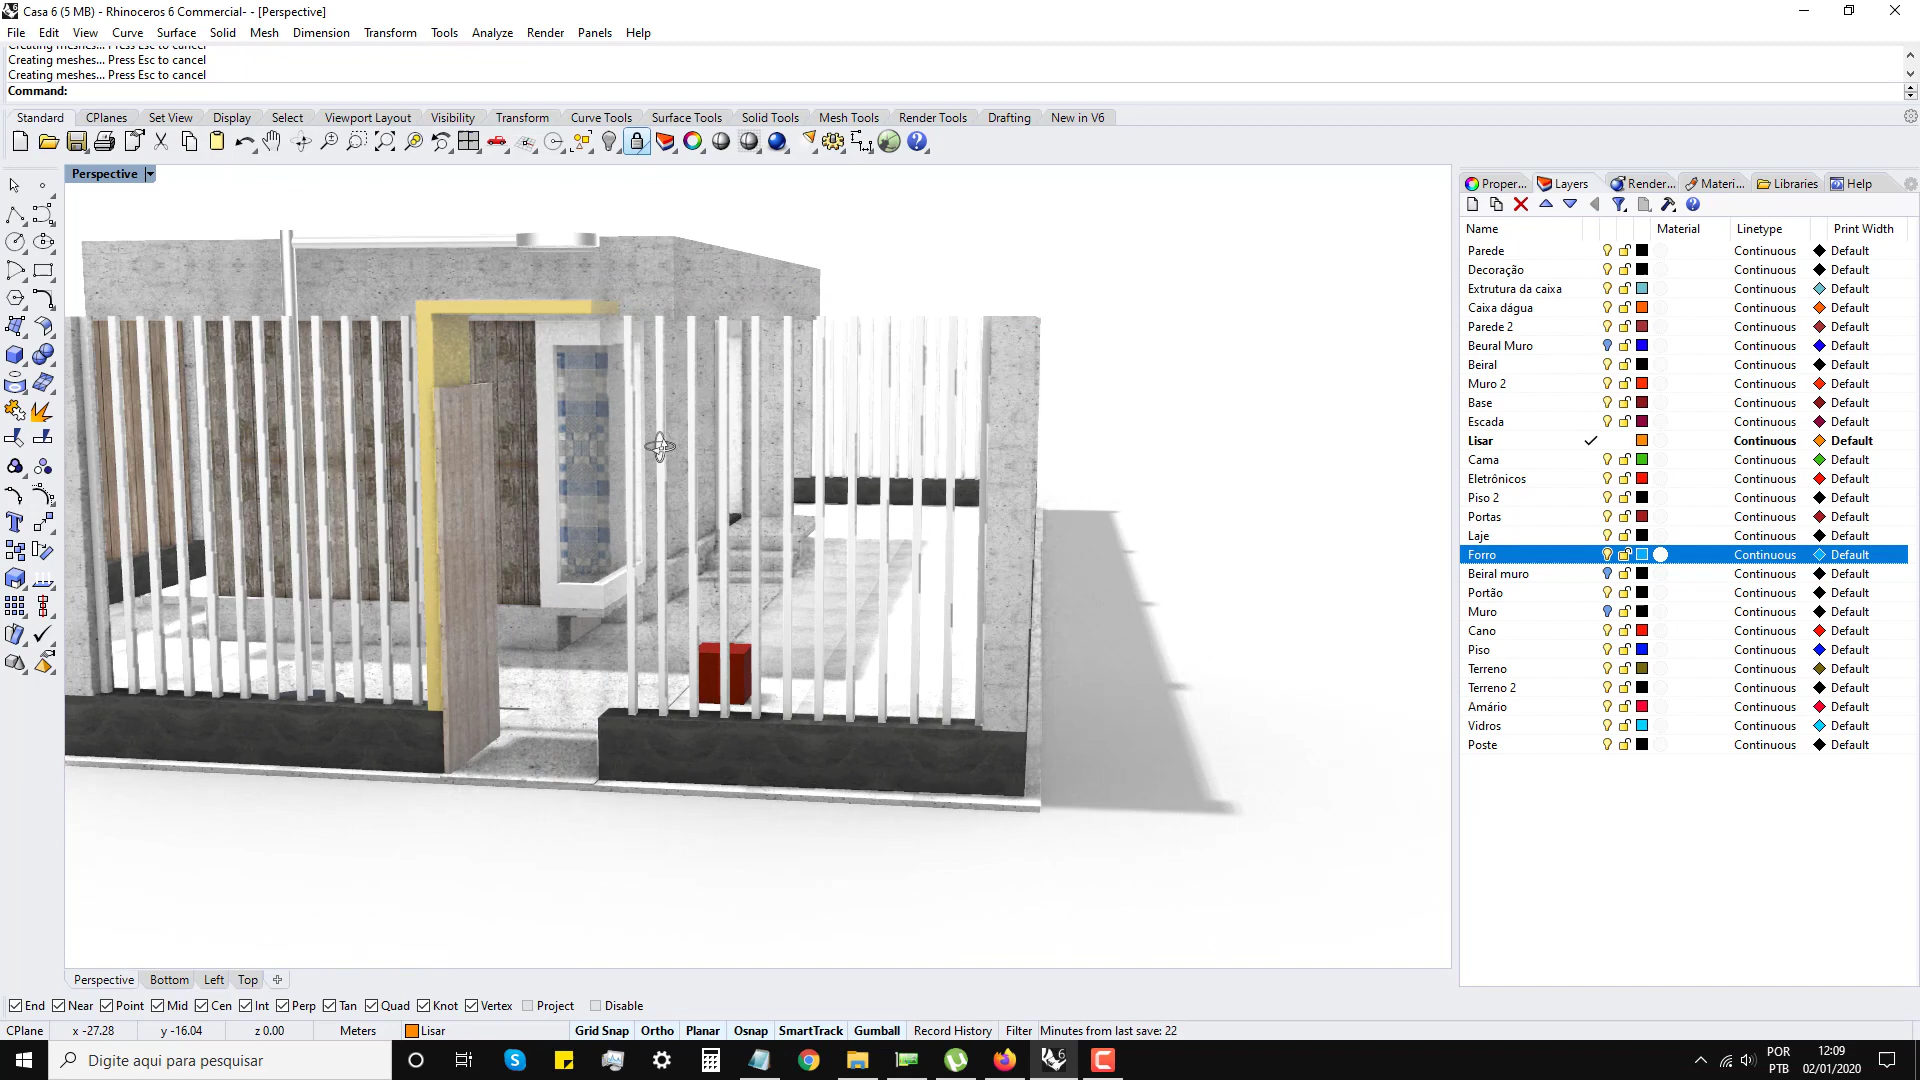 Casa 6 (5 MB) - Rhinoceros 6 Commercial- - [Perspective]
File Edit View Curve Surface Solid Mesh Dimension Transform Tools Analyze Render Panels Help
Creating meshes... Press Esc to cancel
Creating meshes... Press Esc to cancel
Creating meshes... Press Esc to cancel
Command:
Standard CPlanes Set View Display Select Viewport Layout Visibility Transform Curve Tools Surface Tools Solid Tools Mesh Tools Render Tools Drafting New in V6
Perspective
Proper... Layers Render... Materi... Libraries Help
Name Material Linetype Print Width
Parede Continuous Default
Decoração Continuous Default
Extrutura da caixa Continuous Default
Caixa dágua Continuous Default
Parede 2 Continuous Default
Beural Muro Continuous Default
Beiral Continuous Default
Muro 2 Continuous Default
Base Continuous Default
Escada Continuous Default
Lisar Continuous Default
Cama Continuous Default
Eletrônicos Continuous Default
Piso 2 Continuous Default
Portas Continuous Default
Laje Continuous Default
Forro Continuous Default
Beiral muro Continuous Default
Portão Continuous Default
Muro Continuous Default
Cano Continuous Default
Piso Continuous Default
Terreno Continuous Default
Terreno 2 Continuous Default
Amário Continuous Default
Vidros Continuous Default
Poste Continuous Default
Perspective Bottom Left Top
End Near Point Mid Cen Int Perp Tan Quad Knot Vertex Project Disable
CPlane x -27.28 y -16.04 z 0.00 Meters Lisar Grid Snap Ortho Planar Osnap SmartTrack Gumball Record History Filter Minutes from last save: 22
Digite aqui para pesquisar
POR
PTB
12:09
02/01/2020